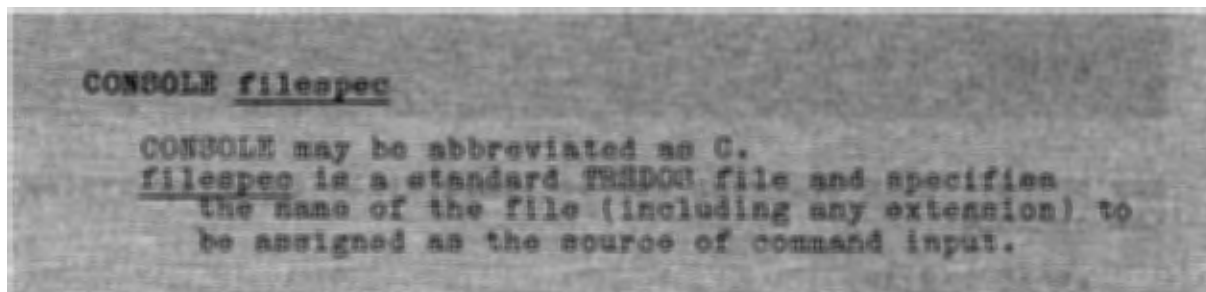 CONSOLE filespec
CONSOLE may be abbreviated as C.
filespec is a standard TRSDOS file and specifies
the name of the file (including any extension) to
be assigned as the source of command input.